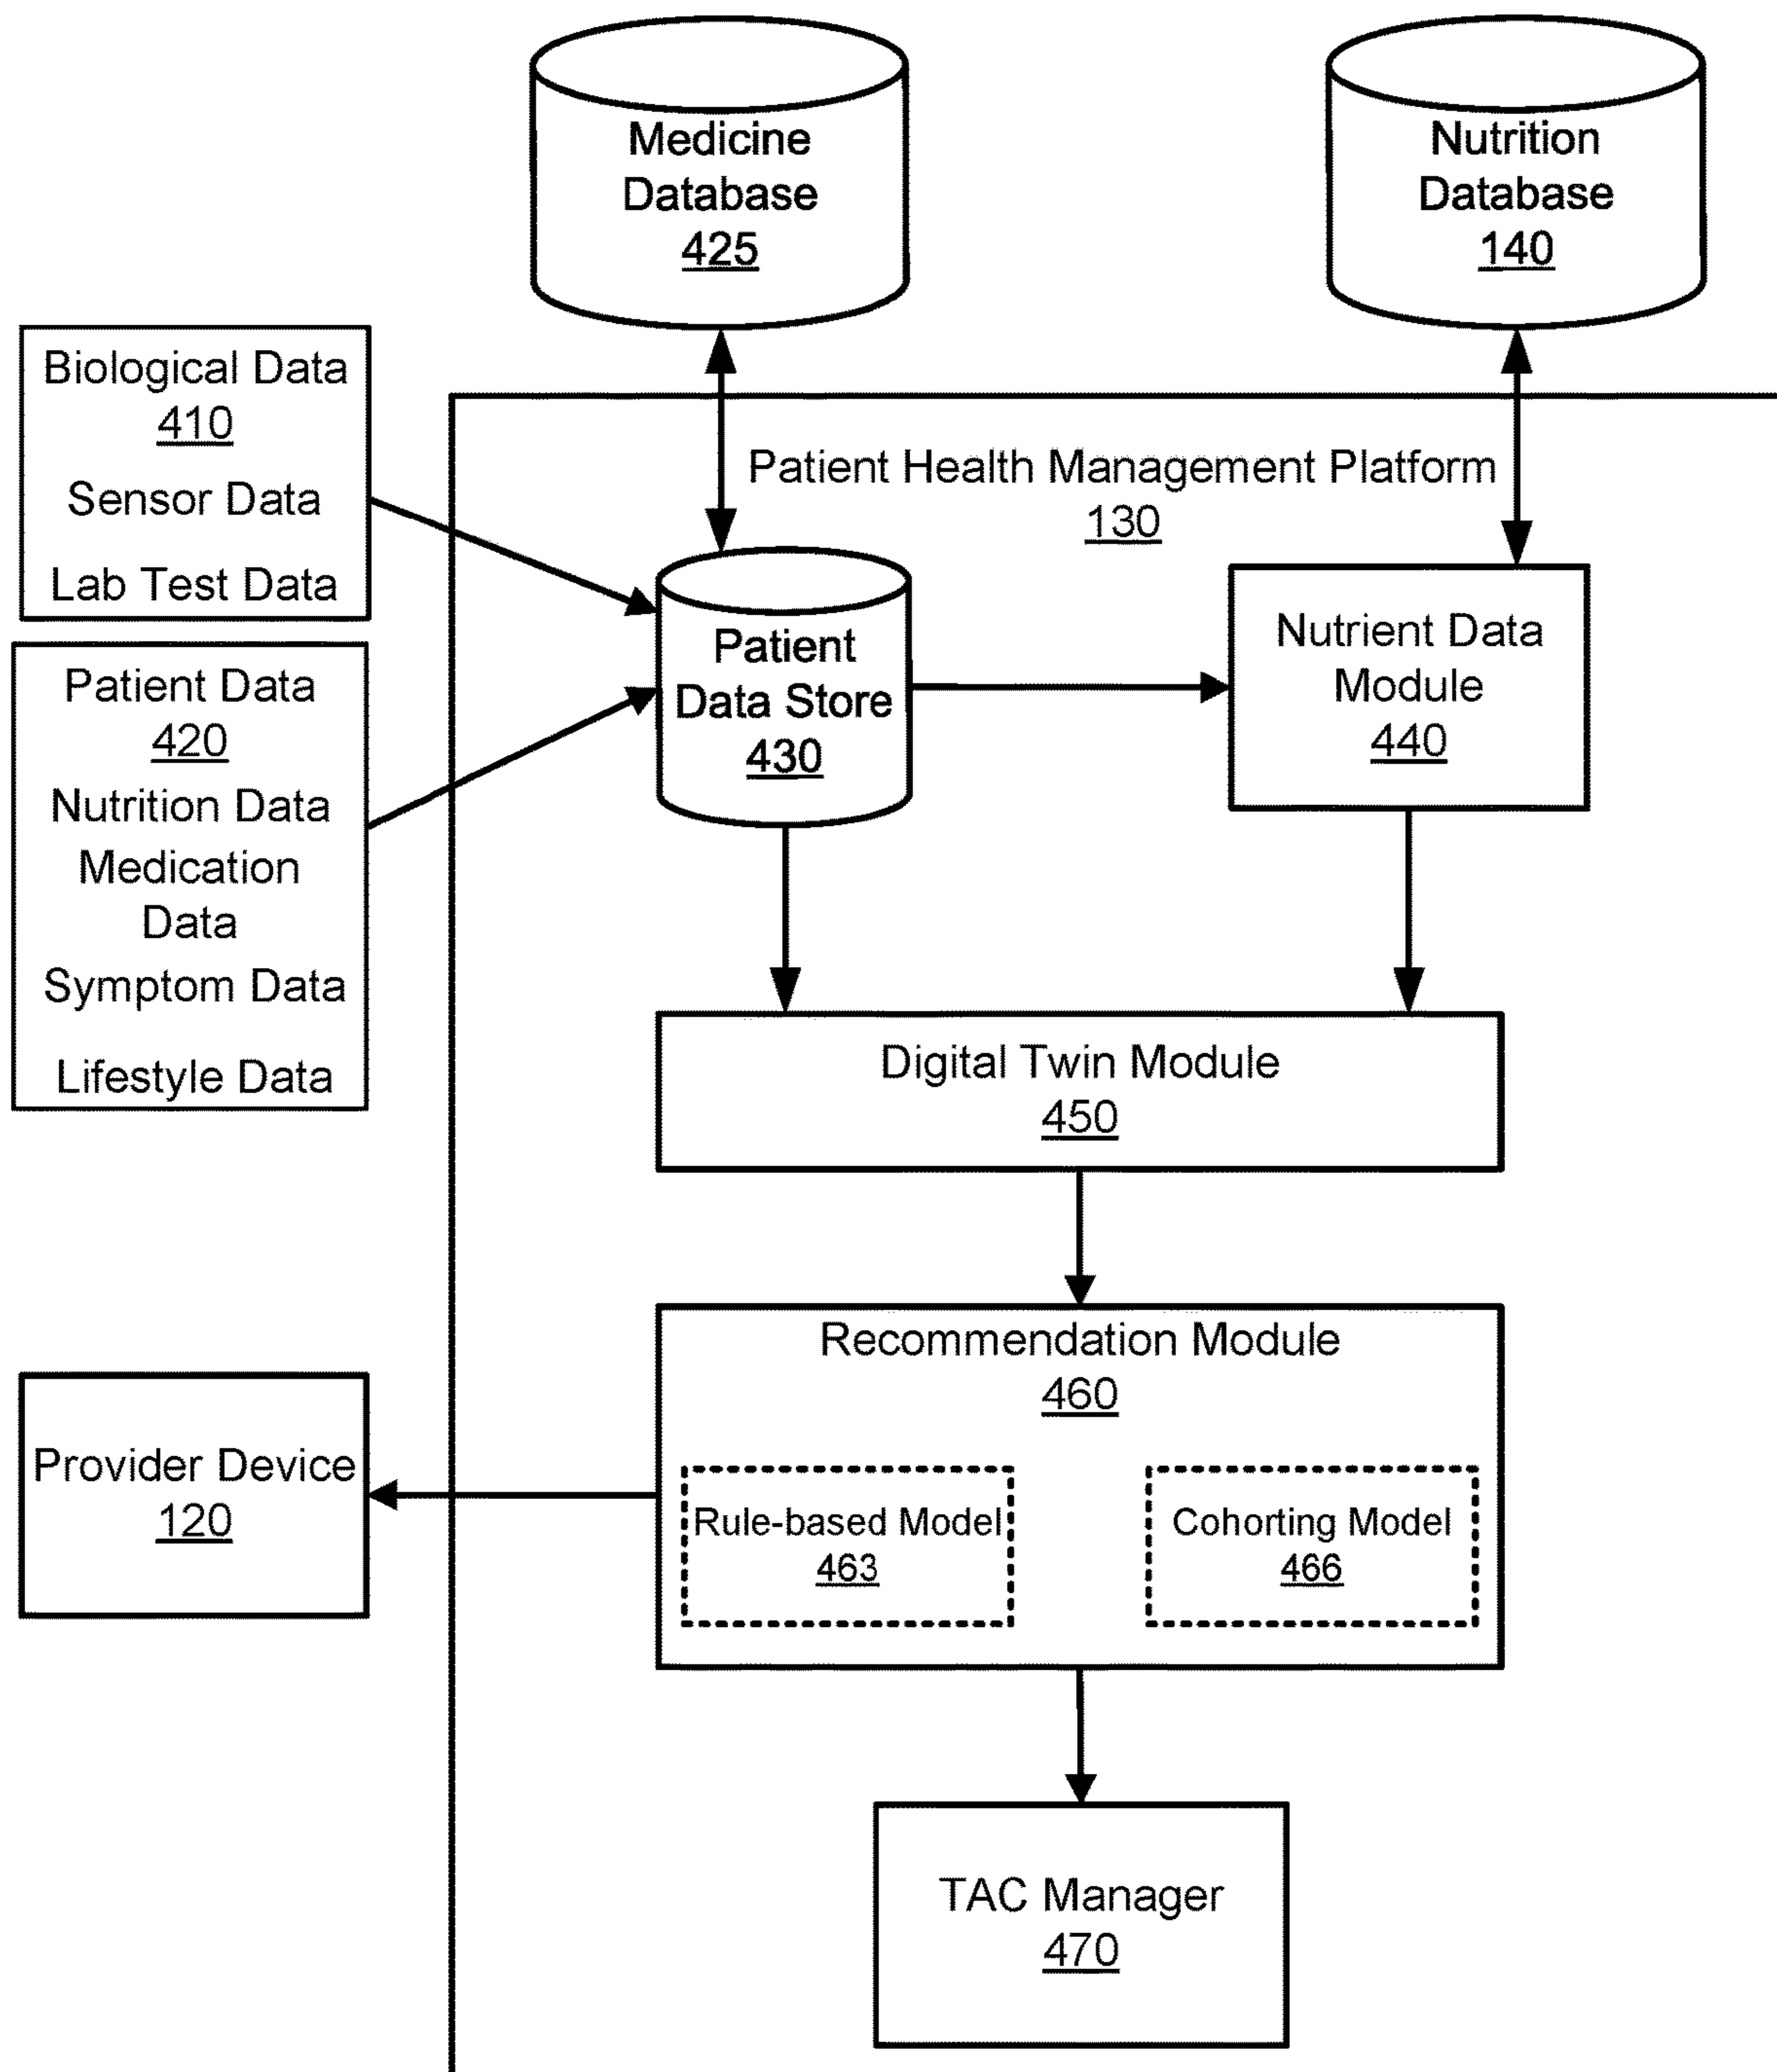 Medicine
Database
425
Nutrition
Database
140
Biological Data
410
Sensor Data
Lab Test Data
Patient Health Management Platform
130
Patient Data
420
Nutrition Data
Medication
Data
Symptom Data
Lifestyle Data
Patient
Data Store
430
Nutrient Data
Module
440
Digital Twin Module
450
Recommendation Module
460
Rule-based Model
463
Cohorting Model
466
Provider Device
120
TAC Manager
470